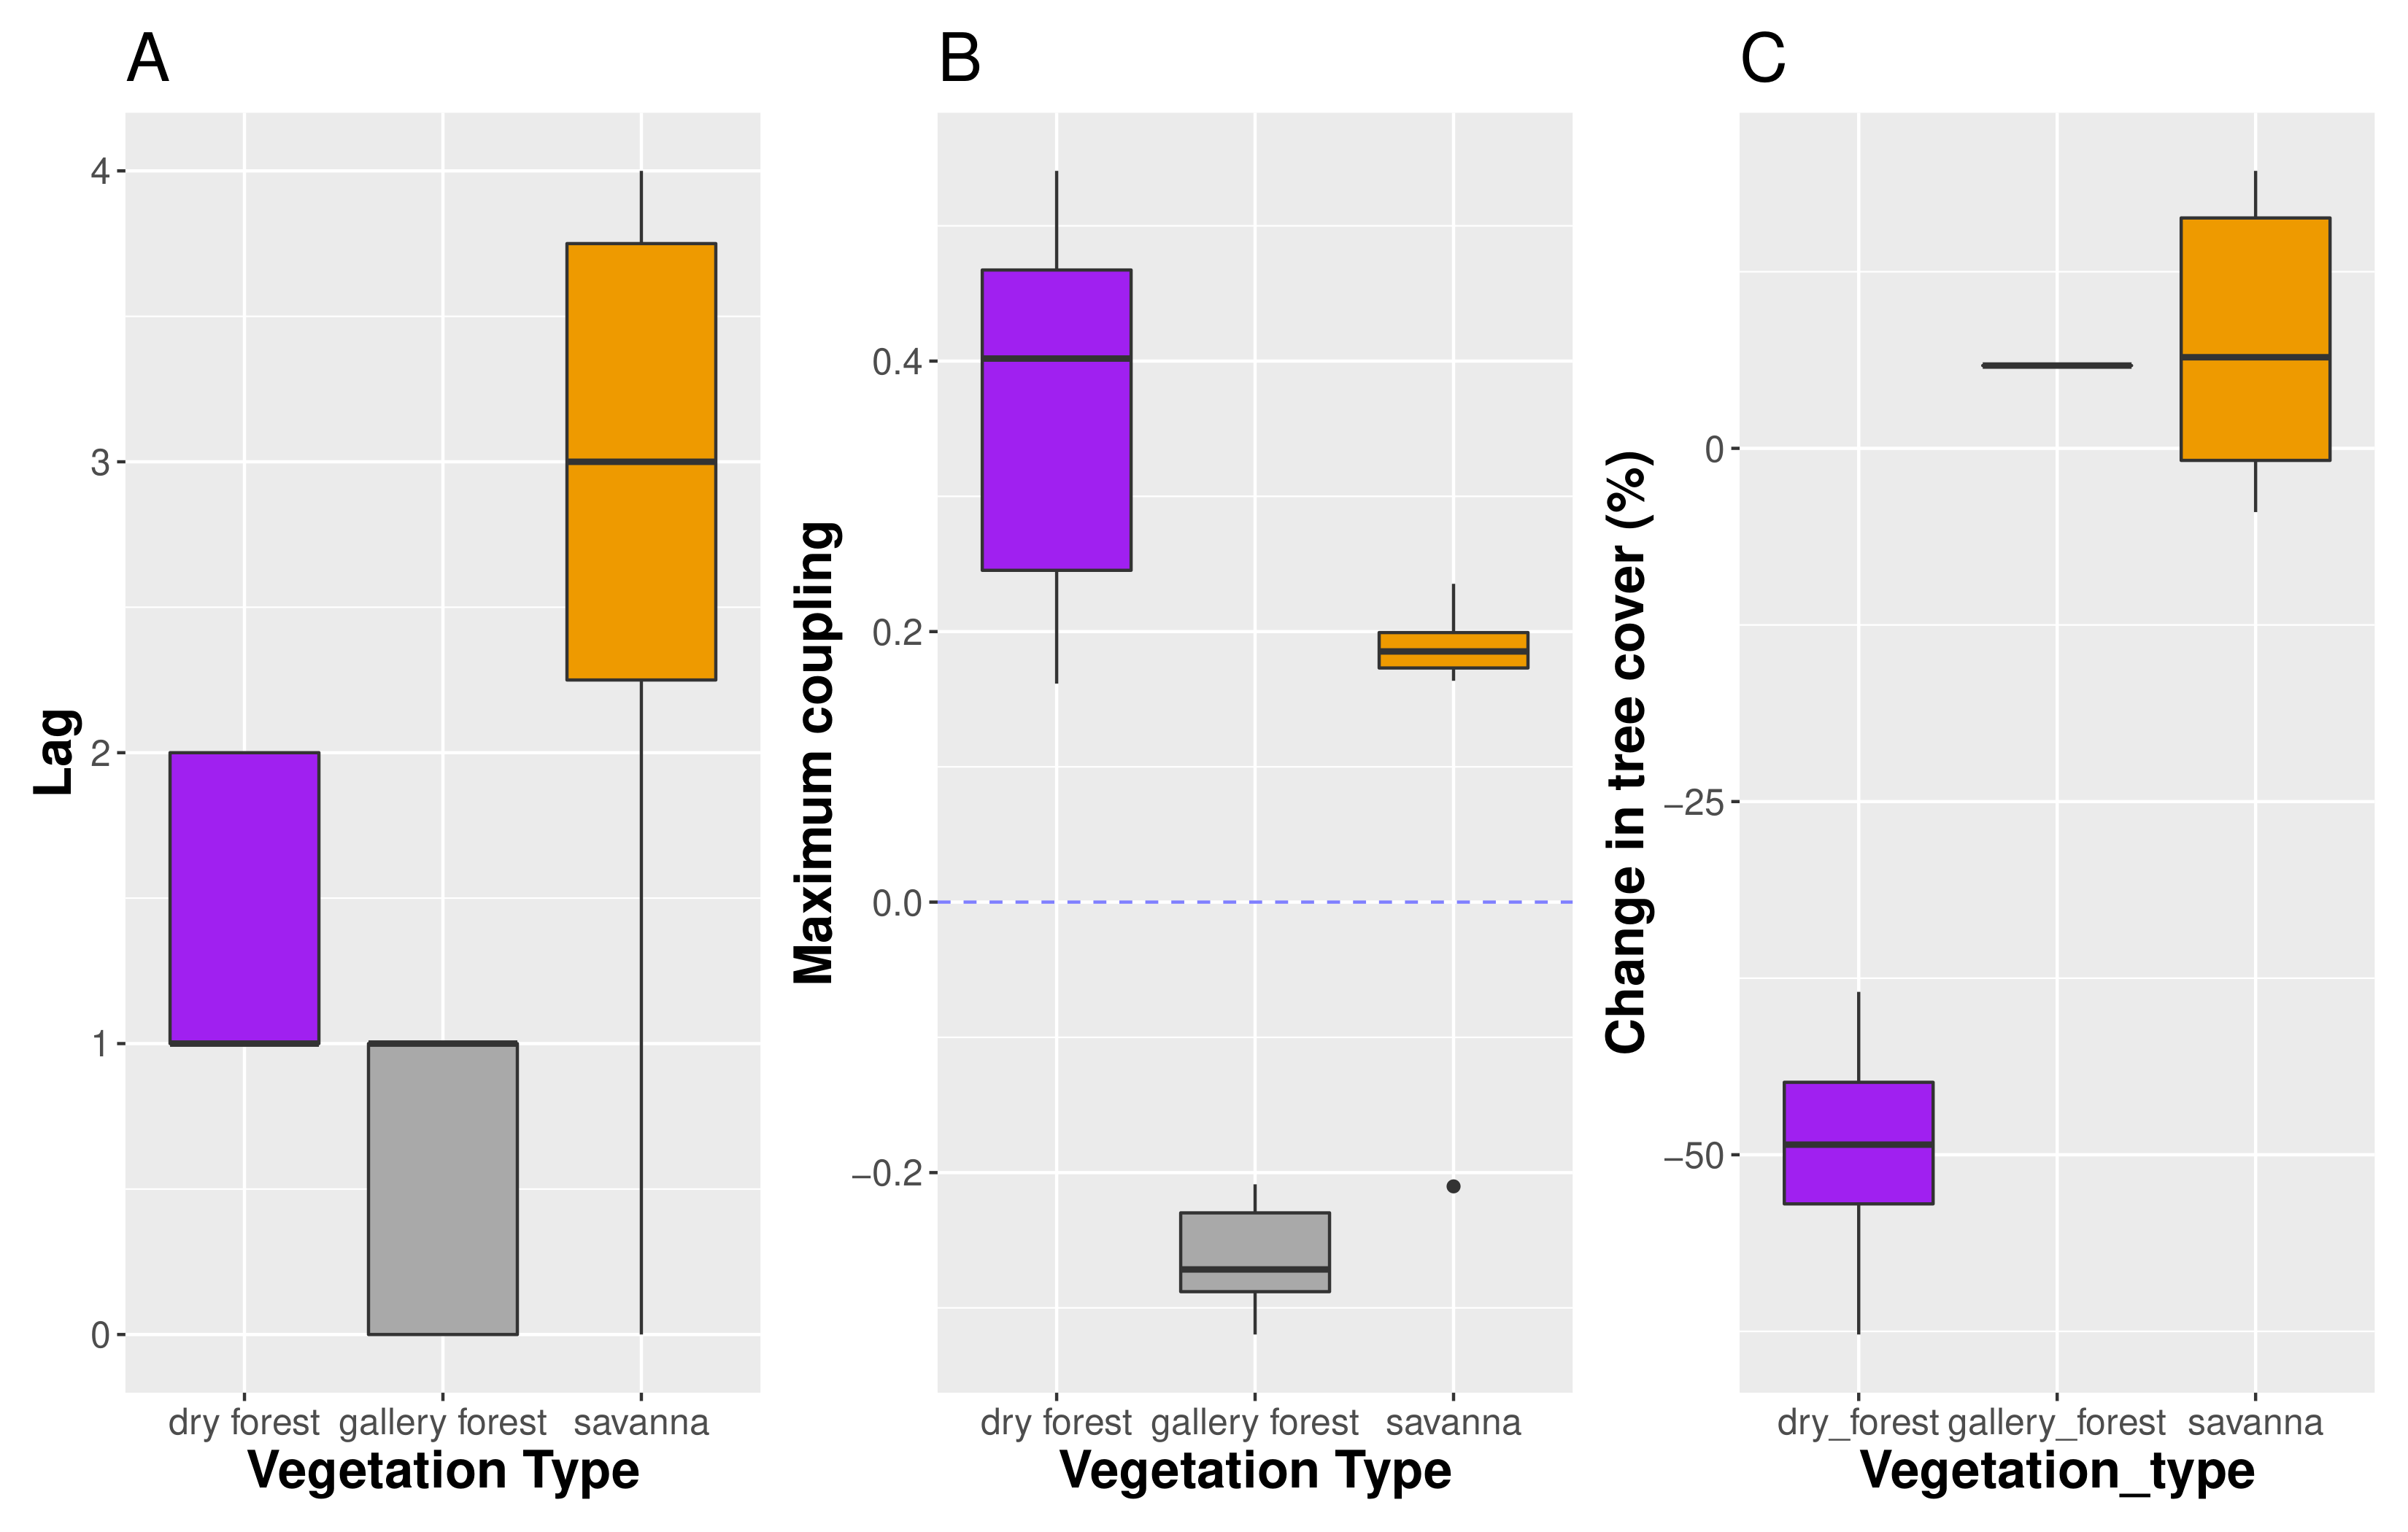 A
Lag
4
3
2
1
0
dry forest gallery forest savanna
Vegetation Type
B
Maximum coupling
0.4
0.2
0.0
−0.2
dry forest gallery forest savanna
Vegetation Type
C
Change in tree cover (%)
0
−25
−50
dry_forest gallery_forest savanna
Vegetation_type